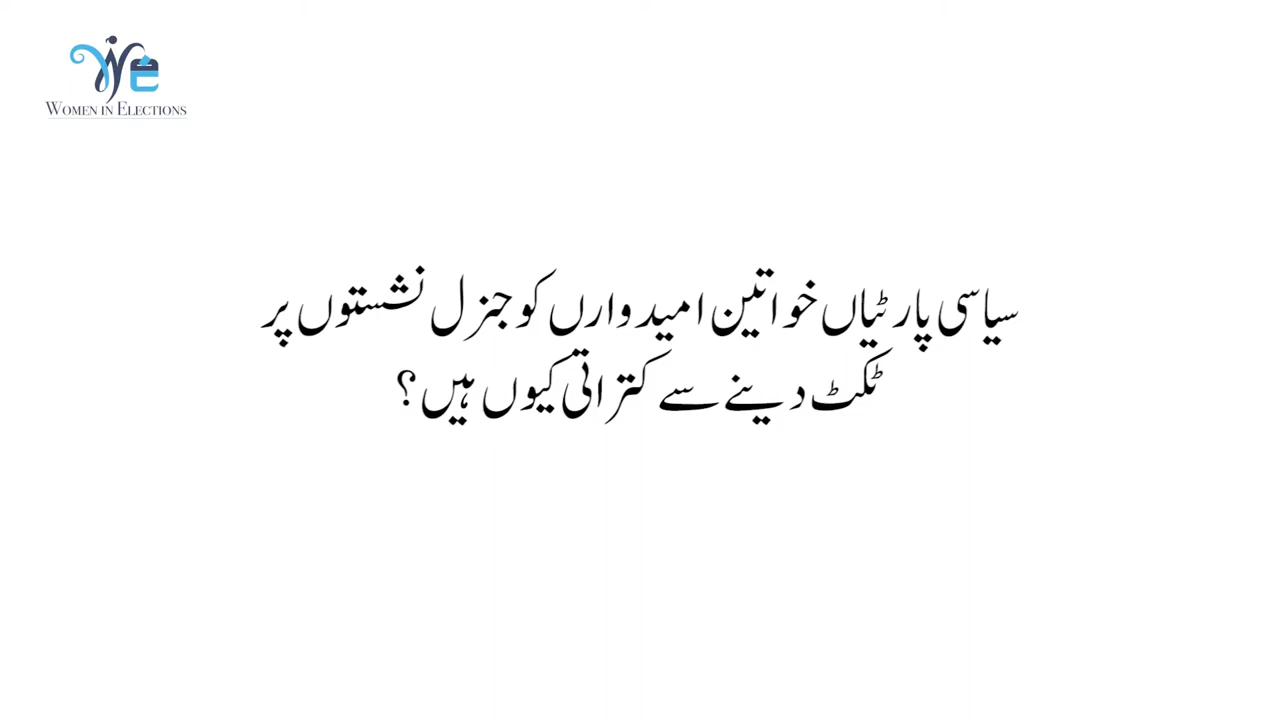 WOMEN IN ELECTIONS
سیاسی پارٹیاں خواتین امیدوارں کو جنرل نشستوں پر
ٹکٹ دینے سے کتراتی کیوں ہیں؟